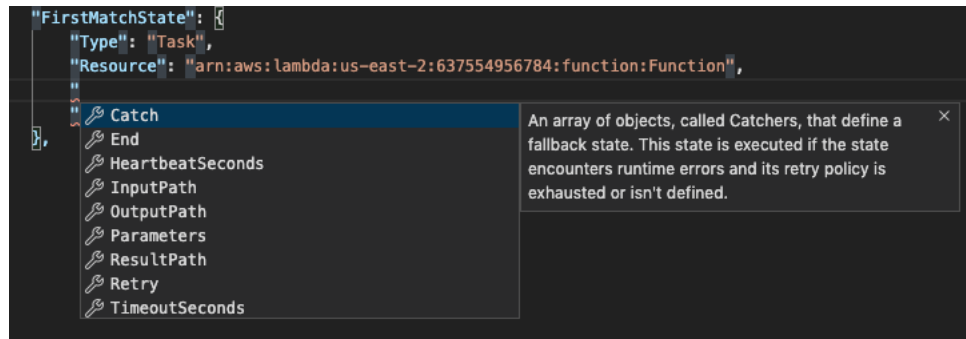 "FirstMatchState": {
"Type": "Task",
"Resource": "arn:aws:lambda:us-east-2:637554956784:function:Function",
"
"
},
Catch
End
HeartbeatSeconds
InputPath
OutputPath
Parameters
ResultPath
Retry
TimeoutSeconds
An array of objects, called Catchers, that define a
fallback state. This state is executed if the state
encounters runtime errors and its retry policy is
exhausted or isn't defined.